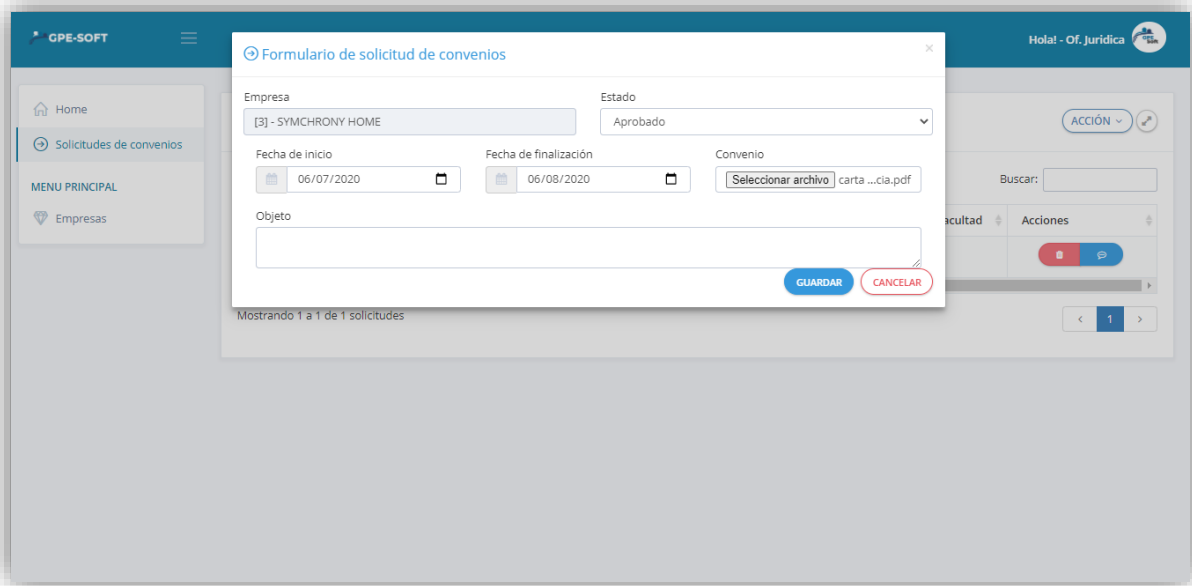 GPE-SOFT
Hola! - Of. Juridica
Formulario de solicitud de convenios
×
Empresa
Estado
[3] - SYMCHRONY HOME
Aprobado
Fecha de inicio
Fecha de finalización
Convenio
06/07/2020
06/08/2020
Seleccionar archivo carta ...cia.pdf
Objeto
GUARDAR
CANCELAR
Home
Solicitudes de convenios
MENU PRINCIPAL
Empresas
ACCIÓN
Buscar:
acultad
Acciones
Mostrando 1 a 1 de 1 solicitudes
< 1 >